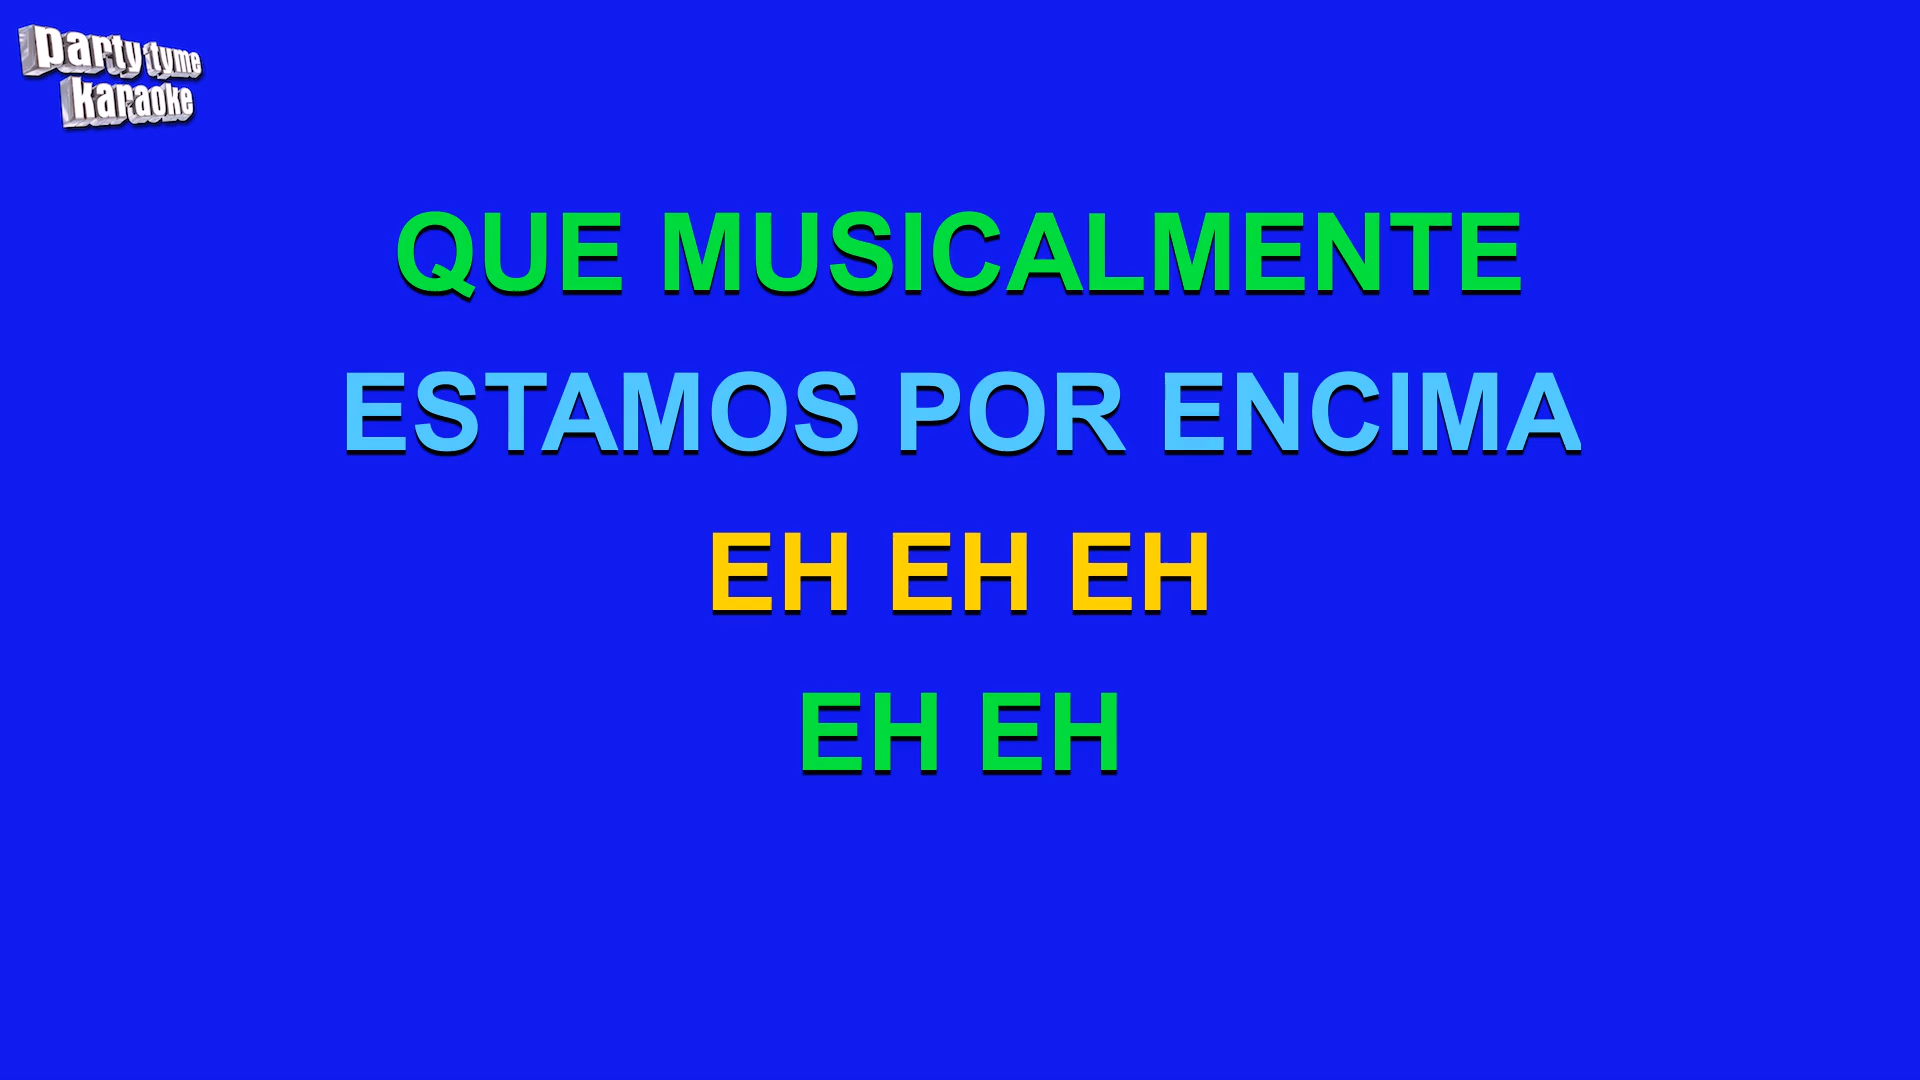 party tyme
karaoke
QUE MUSICALMENTE
ESTAMOS POR ENCIMA
EH EH EH
EH EH